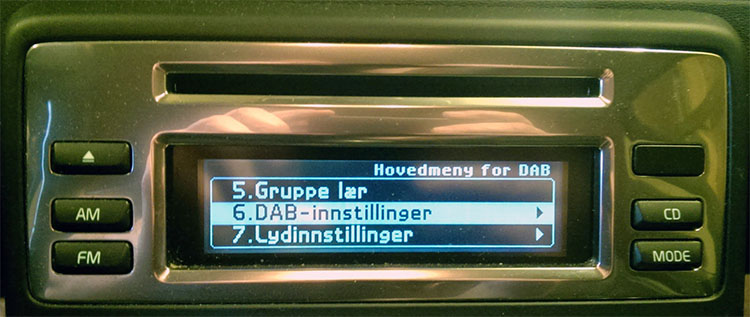 Hovedmeny for DAB
5.Gruppe lær
6.DAB-innstillinger
7.Lydinnstillinger
AM
FM
CD
MODE